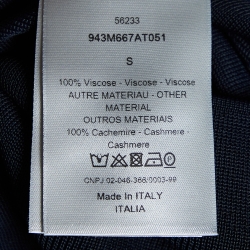 56233
943M667AT051
S
100% Viscose - Viscose - Viscosa
AUTRE MATERIAU - OTHER
MATERIAL
OUTROS MATERIAIS
100% Cachemire - Cashmere -
Cashmere
CNPJ 02-046-368/0003-99
Made In ITALY
ITALIA